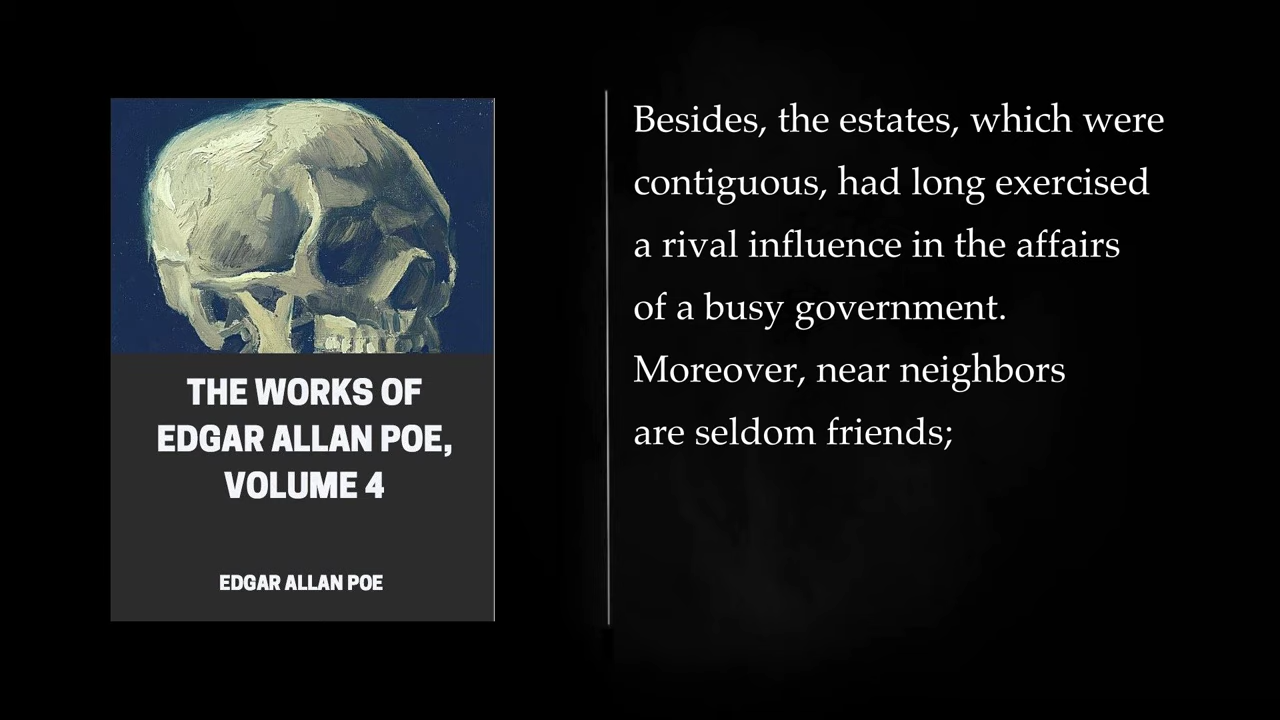 THE WORKS OF
EDGAR ALLAN POE,
VOLUME 4
EDGAR ALLAN POE
Besides, the estates, which were
contiguous, had long exercised
a rival influence in the affairs
of a busy government.
Moreover, near neighbors
are seldom friends;